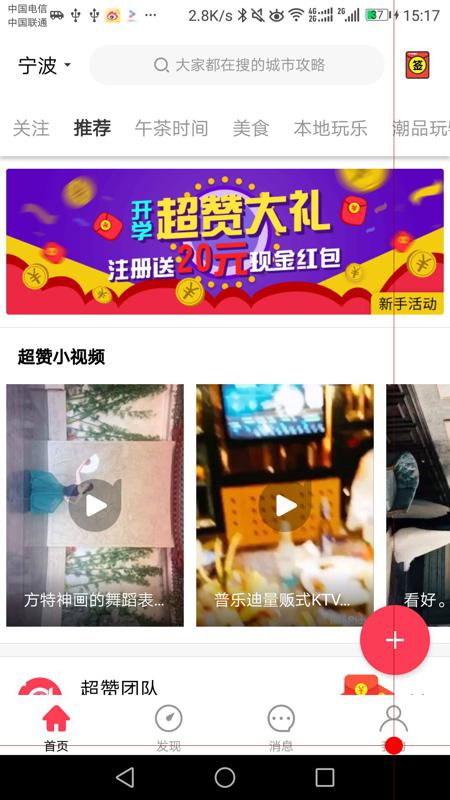 中国电信
中国联通
2.8K/s
4G
2G
2G
37
15:17
宁波
大家都在搜的城市攻略
签
关注
推荐
午茶时间
美食
本地玩乐
潮品玩
开学
超赞大礼
注册送20元现金红包
新手活动
超赞小视频
方特神画的舞蹈表…
普乐迪量贩式KTV…
看好。
超赞团队
首页
发现
消息